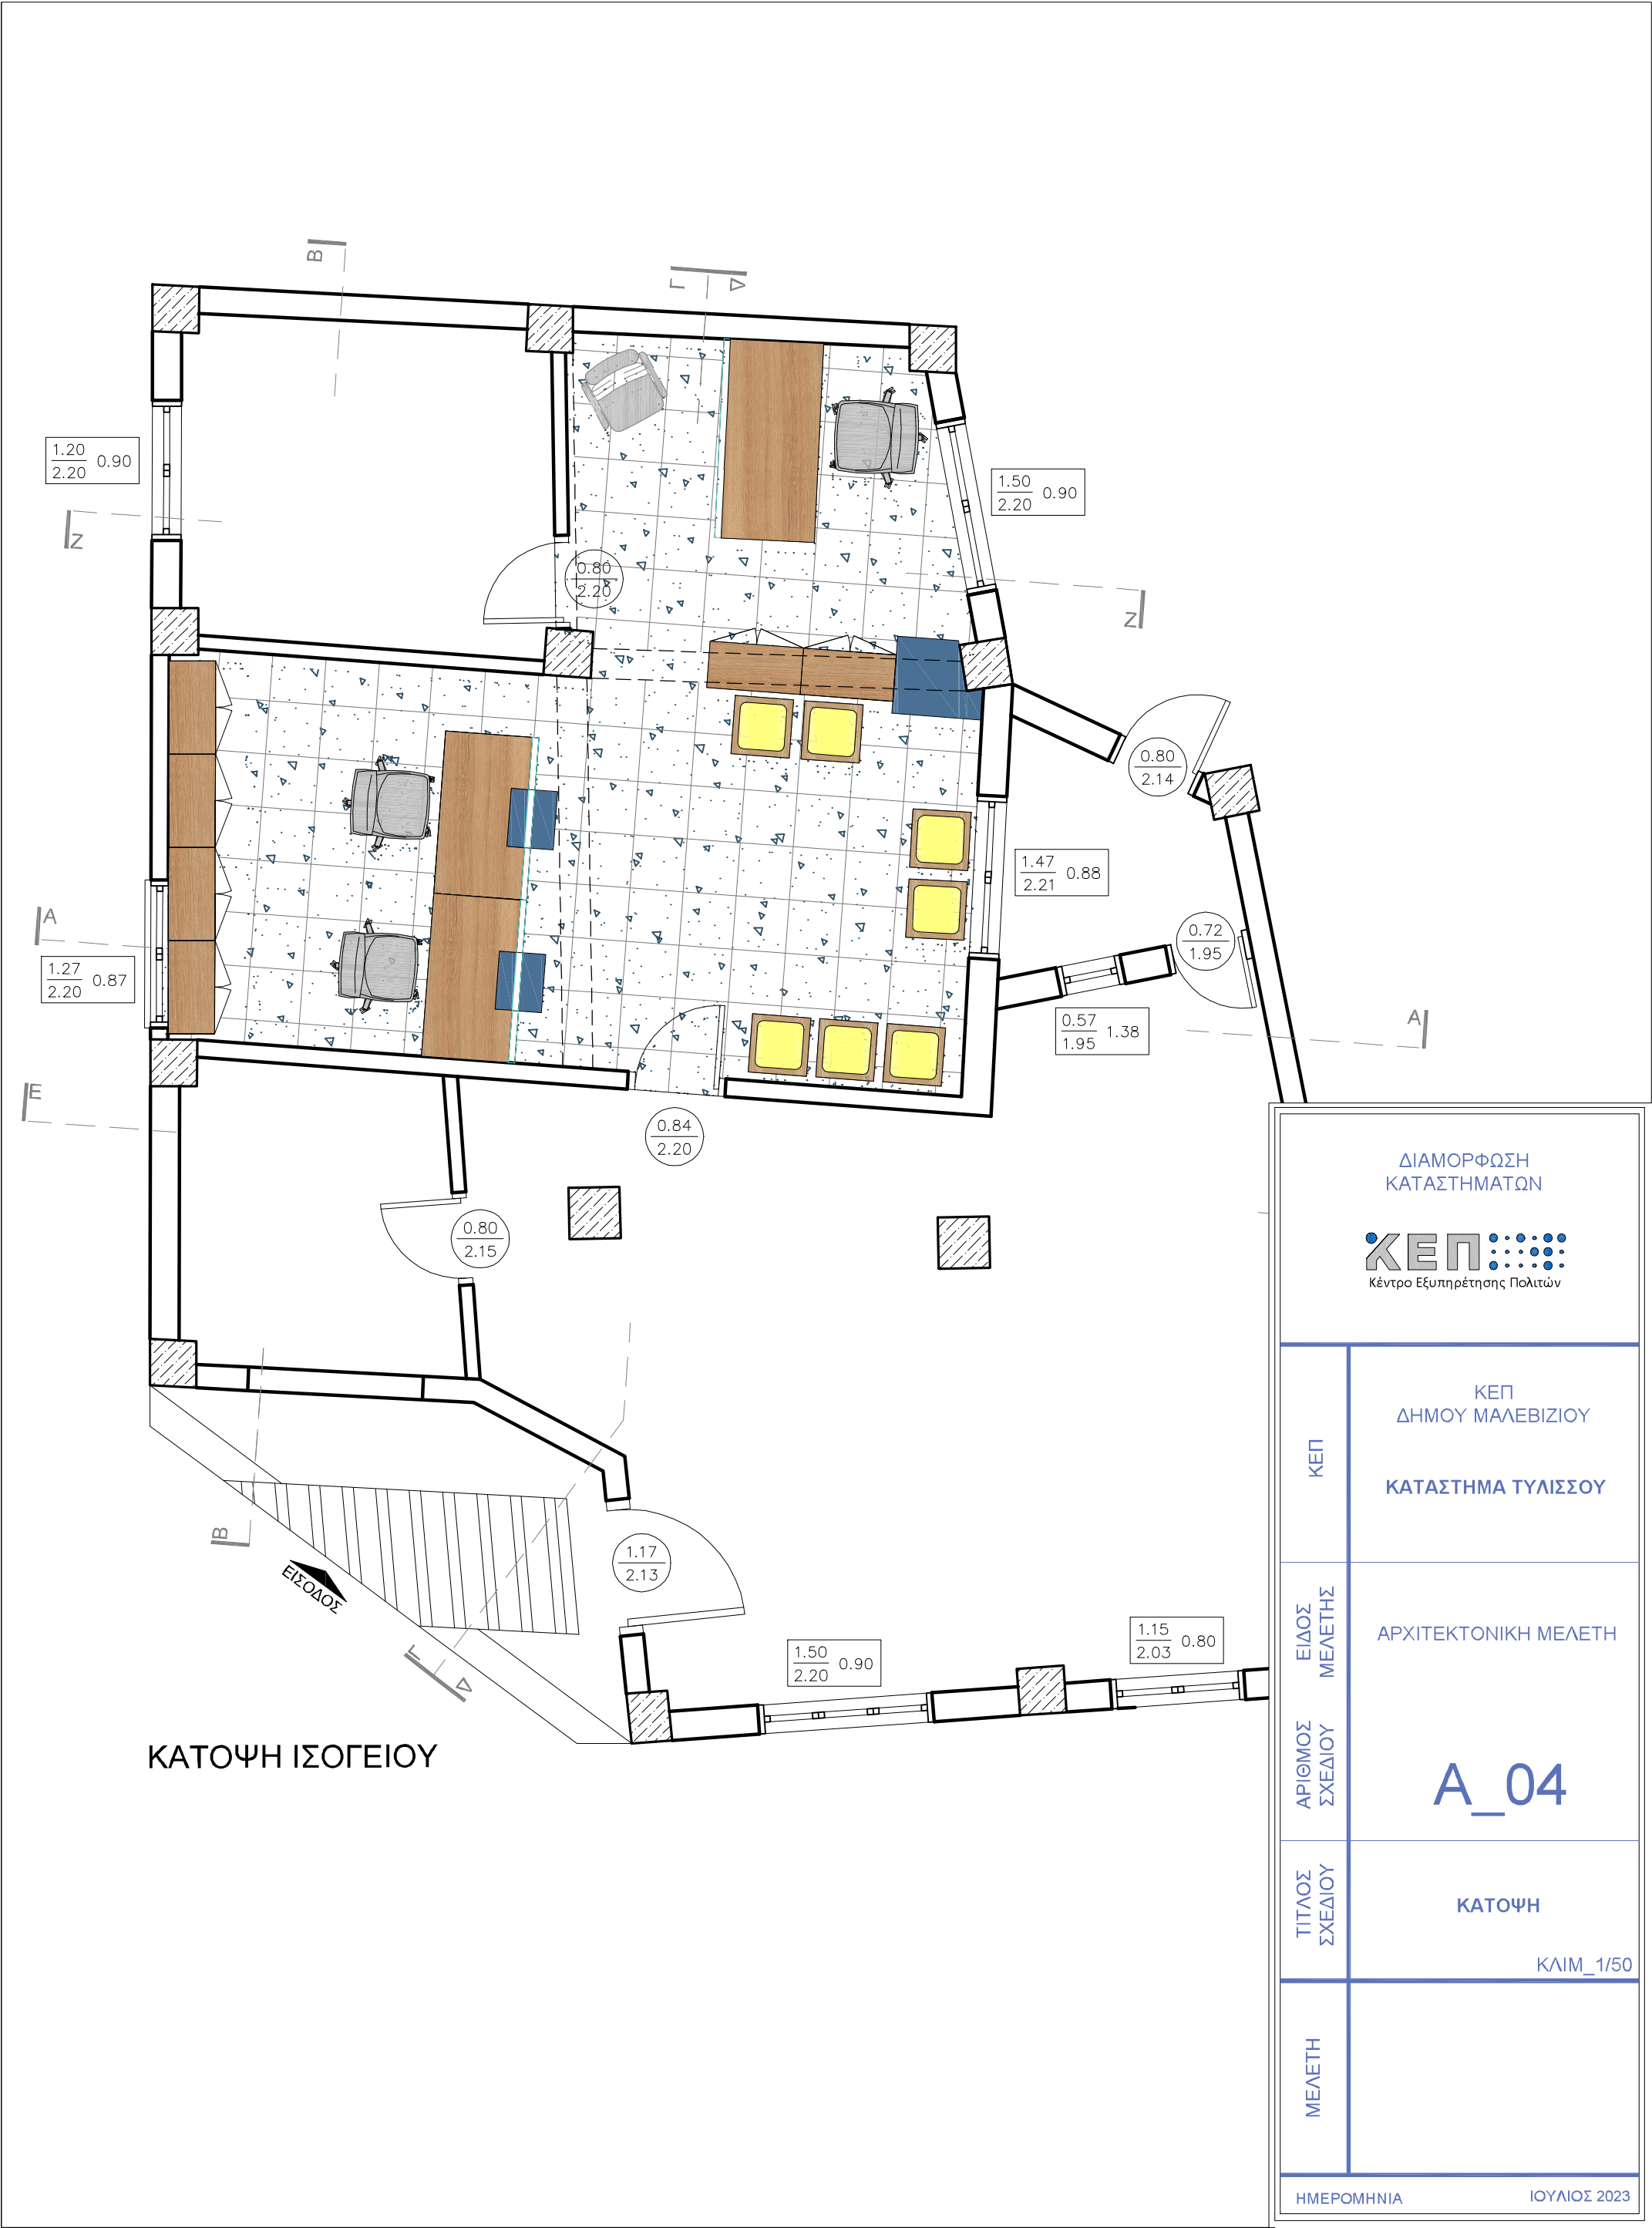 B
Γ
Δ
1.20
2.20
0.90
1.50
2.20
0.90
Z
0.80
2.20
Z
0.80
2.14
1.47
2.21
0.88
A
0.72
1.95
1.27
2.20
0.87
0.57
1.95
1.38
A
E
0.84
2.20
0.80
2.15
B
ΕΙΣΟΔΟΣ
1.17
2.13
Γ
Δ
1.50
2.20
0.90
1.15
2.03
0.80
ΚΑΤΟΨΗ ΙΣΟΓΕΙΟΥ
ΔΙΑΜΟΡΦΩΣΗ
ΚΑΤΑΣΤΗΜΑΤΩΝ
ΚΕΠ
Κέντρο Εξυπηρέτησης Πολιτών
ΚΕΠ
ΚΕΠ
ΔΗΜΟΥ ΜΑΛΕΒΙΖΙΟΥ
ΚΑΤΑΣΤΗΜΑ ΤΥΛΙΣΣΟΥ
ΕΙΔΟΣ
ΜΕΛΕΤΗΣ
ΑΡΧΙΤΕΚΤΟΝΙΚΗ ΜΕΛΕΤΗ
ΑΡΙΘΜΟΣ
ΣΧΕΔΙΟΥ
Α_04
ΤΙΤΛΟΣ
ΣΧΕΔΙΟΥ
ΚΑΤΟΨΗ
ΚΛΙΜ_1/50
ΜΕΛΕΤΗ
ΗΜΕΡΟΜΗΝΙΑ
ΙΟΥΛΙΟΣ 2023